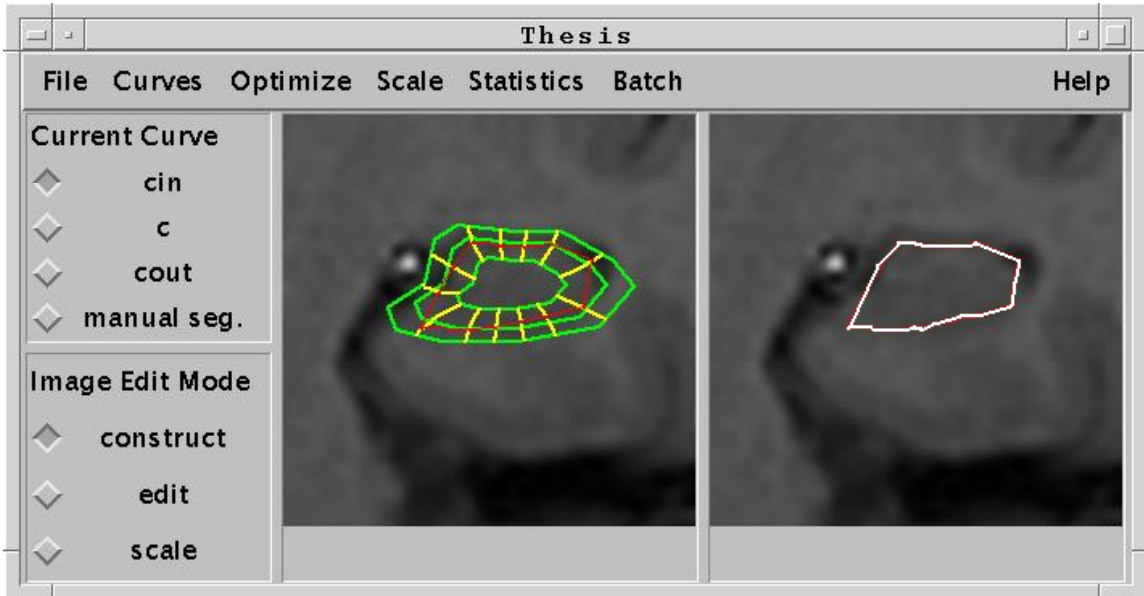 Thesis
File Curves Optimize Scale Statistics Batch Help
Current Curve
cin
c
cout
manual seg.
Image Edit Mode
construct
edit
scale